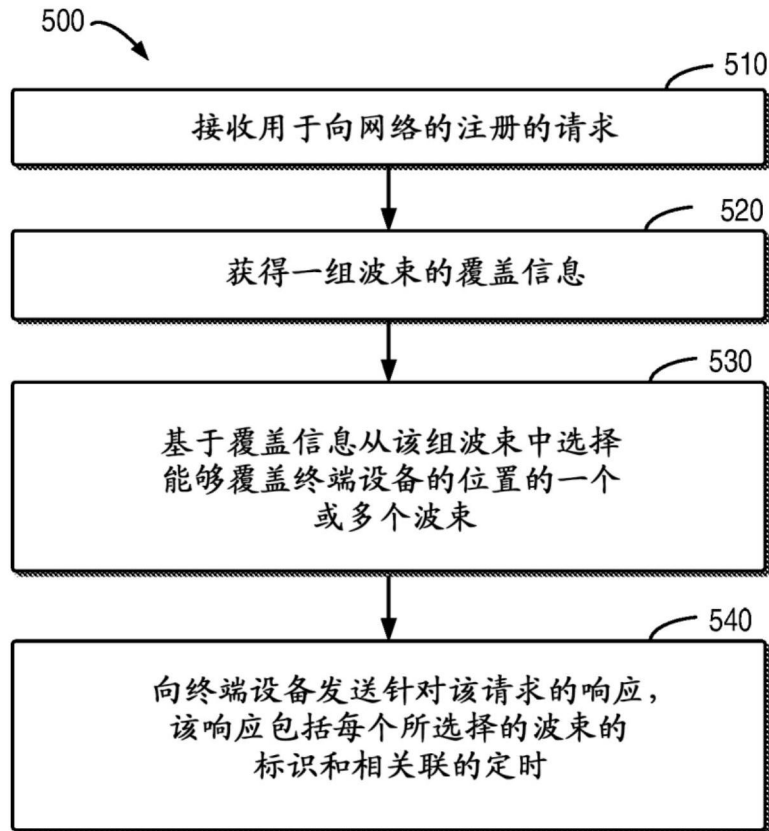 500
510
接收用于向网络的注册的请求
520
获得一组波束的覆盖信息
530
基于覆盖信息从该组波束中选择
能够覆盖终端设备的位置的一个
或多个波束
540
向终端设备发送针对该请求的响应，
该响应包括每个所选择的波束的
标识和相关联的定时